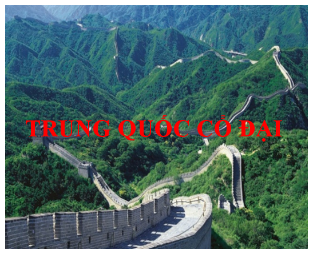 TRUNG QUỐC CỔ ĐẠI